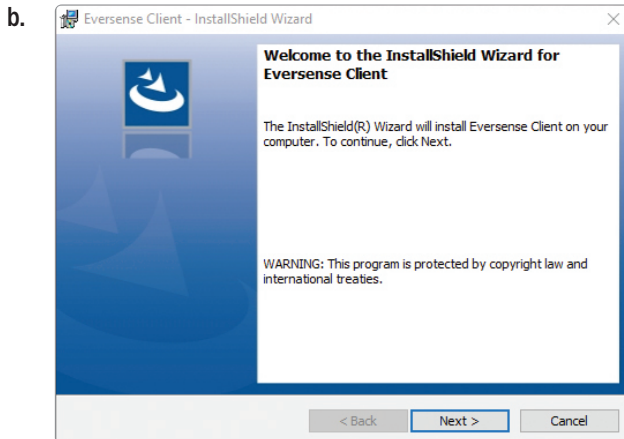 b.
Eversense Client - InstallShield Wizard
Welcome to the InstallShield Wizard for
Eversense Client
The InstallShield(R) Wizard will install Eversense Client on your
computer. To continue, click Next.
WARNING: This program is protected by copyright law and
international treaties.
< Back Next > Cancel